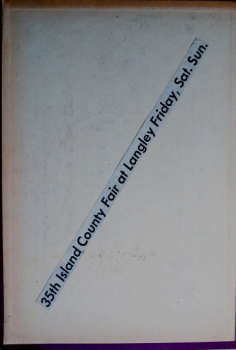 35th Island County Fair at Langley Friday, Sat. Sun.